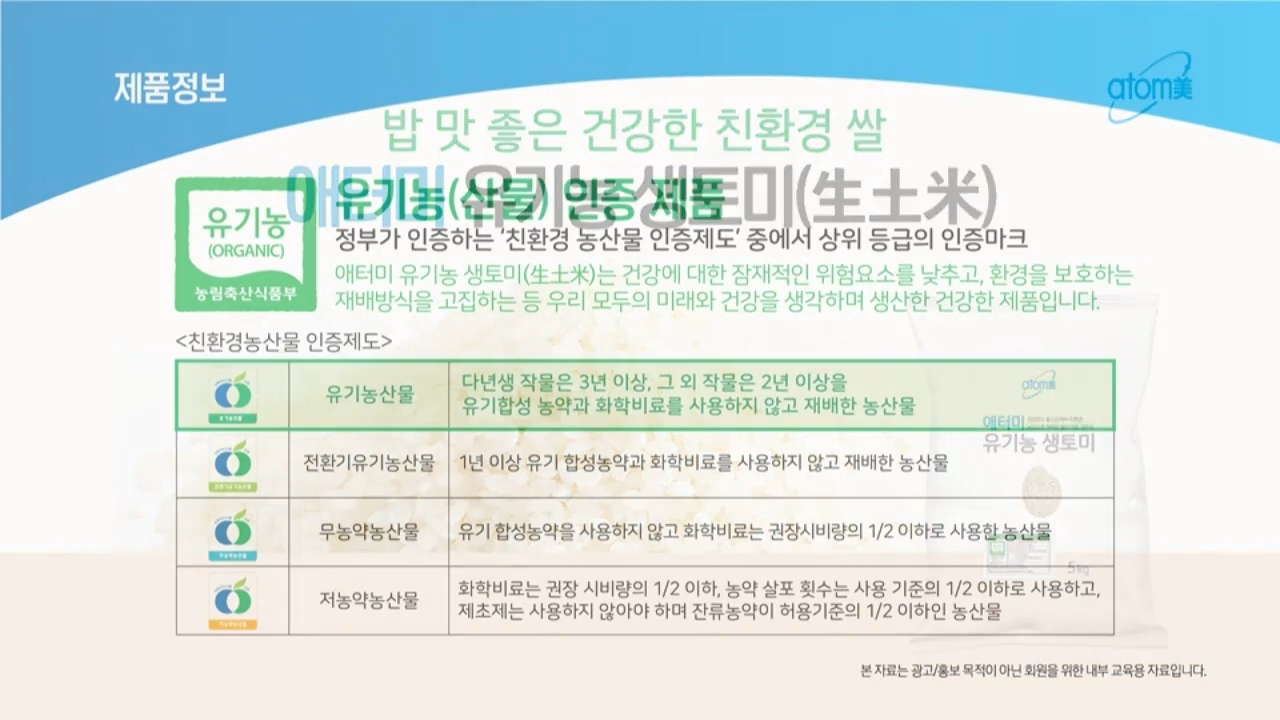 제품정보
atom美
밥 맛 좋은 건강한 친환경 쌀
애터미 유기농 생토미(生土米)
유기농
(ORGANIC)
농림축산식품부
유기농(산물) 인증 제품
정부가 인증하는 '친환경 농산물 인증제도' 중에서 상위 등급의 인증마크
애터미 유기농 생토미(生土米)는 건강에 대한 잠재적인 위험요소를 낮추고, 환경을 보호하는
재배방식을 고집하는 등 우리 모두의 미래와 건강을 생각하며 생산한 건강한 제품입니다.
<친환경농산물 인증제도>
유기농산물
다년생 작물은 3년 이상, 그 외 작물은 2년 이상을
유기합성 농약과 화학비료를 사용하지 않고 재배한 농산물
전환기유기농산물
1년 이상 유기 합성농약과 화학비료를 사용하지 않고 재배한 농산물
무농약농산물
유기 합성농약을 사용하지 않고 화학비료는 권장시비량의 1/2 이하로 사용한 농산물
저농약농산물
화학비료는 권장 시비량의 1/2 이하, 농약 살포 횟수는 사용 기준의 1/2 이하로 사용하고,
제초제는 사용하지 않아야 하며 잔류농약이 허용기준의 1/2 이하인 농산물
atom美
애터미
유기농 생토미
5kg
본 자료는 광고/홍보 목적이 아닌 회원을 위한 내부 교육용 자료입니다.